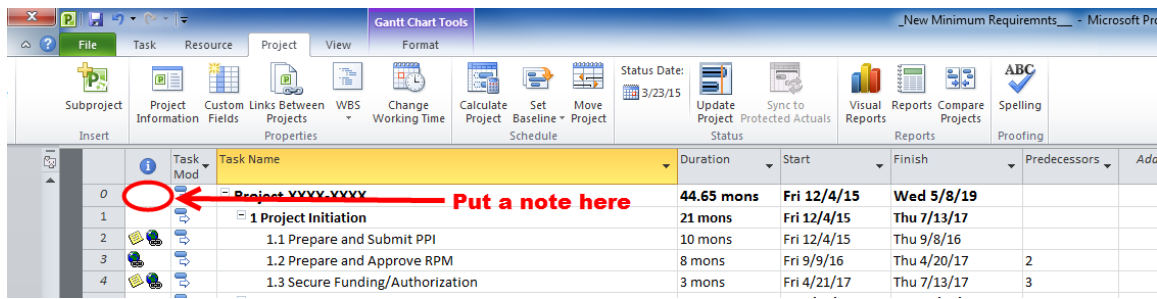 Gantt Chart Tools
_New Minimum Requiremnts__ - Microsoft Pro
File Task Resource Project View Format
Subproject
Project Information
Custom Fields
Links Between Projects
WBS
Change Working Time
Calculate Project
Set Baseline
Move Project
Status Date:
3/23/15
Update Project
Sync to Protected Actuals
Visual Reports
Reports
Compare Projects
ABC
Spelling
Insert Properties Schedule Status Reports Proofing
Task Mod Task Name Duration Start Finish Predecessors Add
0 Project XXXX-XXXX 44.65 mons Fri 12/4/15 Wed 5/8/19
Put a note here
1 1 Project Initiation 21 mons Fri 12/4/15 Thu 7/13/17
2 1.1 Prepare and Submit PPI 10 mons Fri 12/4/15 Thu 9/8/16
3 1.2 Prepare and Approve RPM 8 mons Fri 9/9/16 Thu 4/20/17 2
4 1.3 Secure Funding/Authorization 3 mons Fri 4/21/17 Thu 7/13/17 3